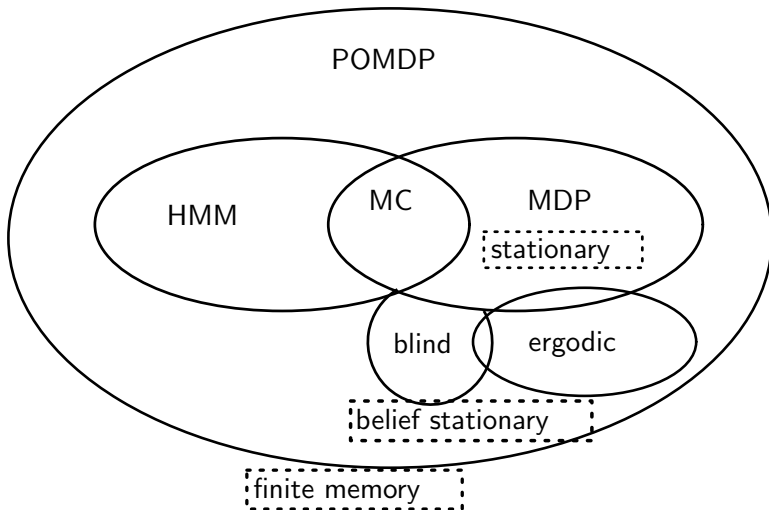 POMDP
HMM
MC
MDP
stationary
blind
ergodic
belief stationary
finite memory